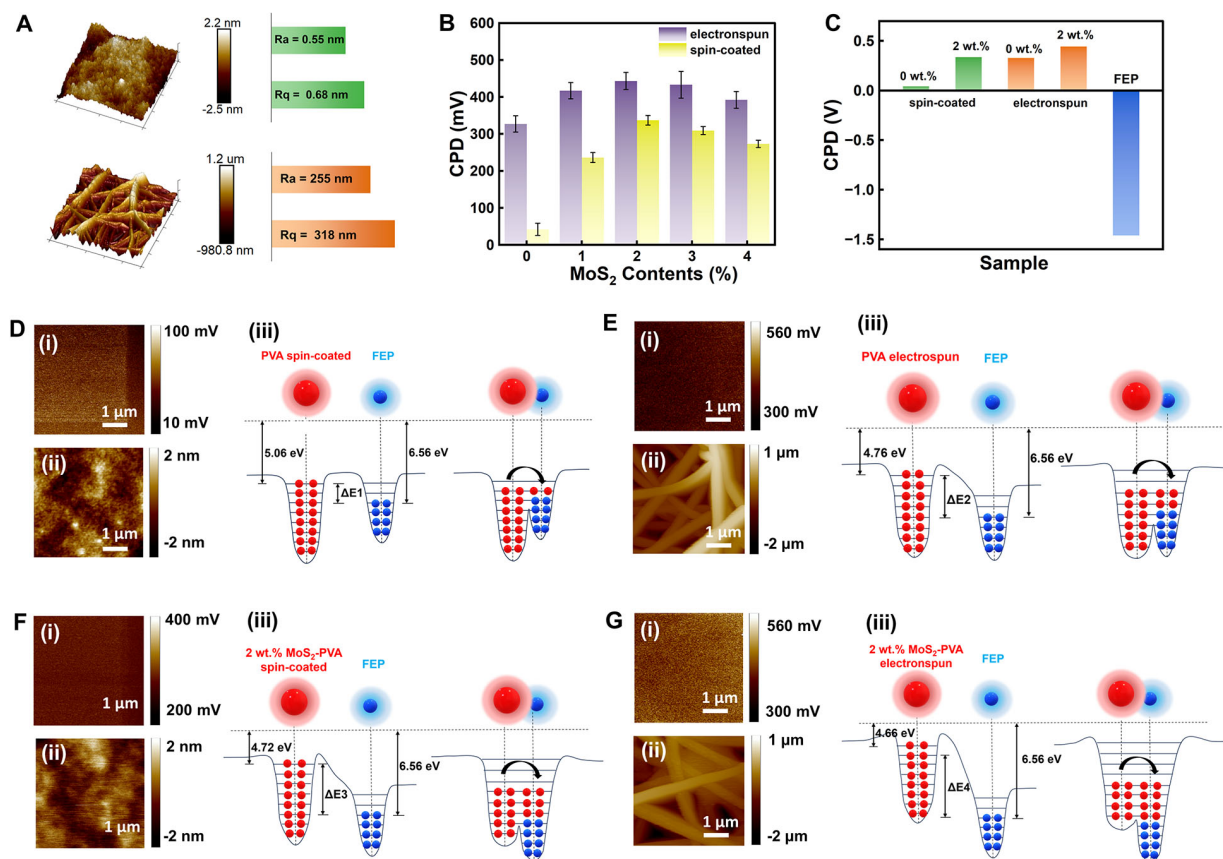 A
2.2 nm
-2.5 nm
Ra = 0.55 nm
Rq = 0.68 nm
1.2 um
-980.8 nm
Ra = 255 nm
Rq = 318 nm
B
600
500
400
300
200
100
0
CPD (mV)
electronspun
spin-coated
0 1 2 3 4
MoS₂ Contents (%)
C
0.5
0.0
−0.5
−1.0
−1.5
CPD (V)
0 wt.%
2 wt.%
0 wt.%
2 wt.%
FEP
spin-coated
electronspun
Sample
D
(i)
1 μm
100 mV
10 mV
(ii)
1 μm
2 nm
-2 nm
(iii)
PVA spin-coated
FEP
5.06 eV
6.56 eV
ΔE1
E
(i)
1 μm
560 mV
300 mV
(ii)
1 μm
1 μm
-2 μm
(iii)
PVA electrospun
FEP
4.76 eV
6.56 eV
ΔE2
F
(i)
1 μm
400 mV
200 mV
(ii)
1 μm
2 nm
-2 nm
(iii)
2 wt.% MoS₂-PVA
spin-coated
FEP
4.72 eV
6.56 eV
ΔE3
G
(i)
1 μm
560 mV
300 mV
(ii)
1 μm
1 μm
-2 μm
(iii)
2 wt.% MoS₂-PVA
electronspun
FEP
4.66 eV
6.56 eV
ΔE4